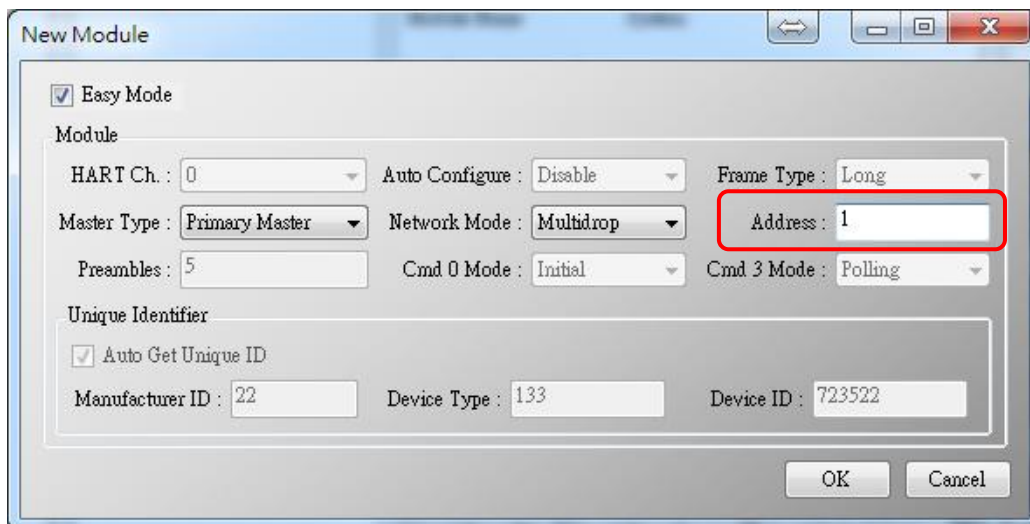 New Module
Easy Mode
Module
HART Ch. : 0 Auto Configure : Disable Frame Type : Long
Master Type : Primary Master Network Mode : Multidrop Address : 1
Preambles : 5 Cmd 0 Mode : Initial Cmd 3 Mode : Polling
Unique Identifier
Auto Get Unique ID
Manufacturer ID : 22 Device Type : 133 Device ID : 723522
OK Cancel